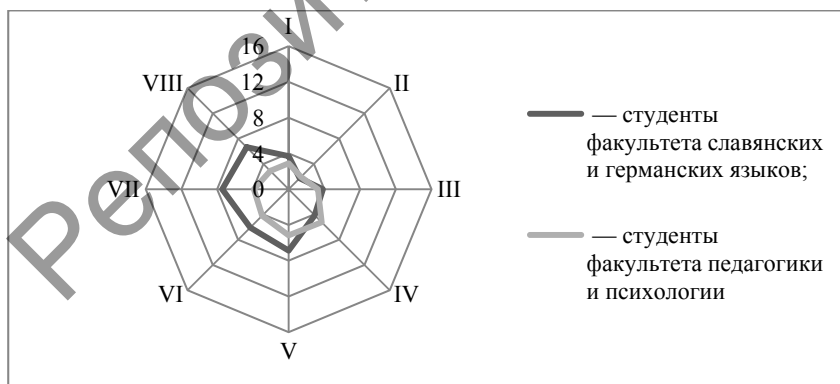 I
16
VIII
12
II
8
4
VII
0
III
VI
IV
V
— студенты
факультета славянских
и германских языков;
— студенты
факультета педагогики
и психологии